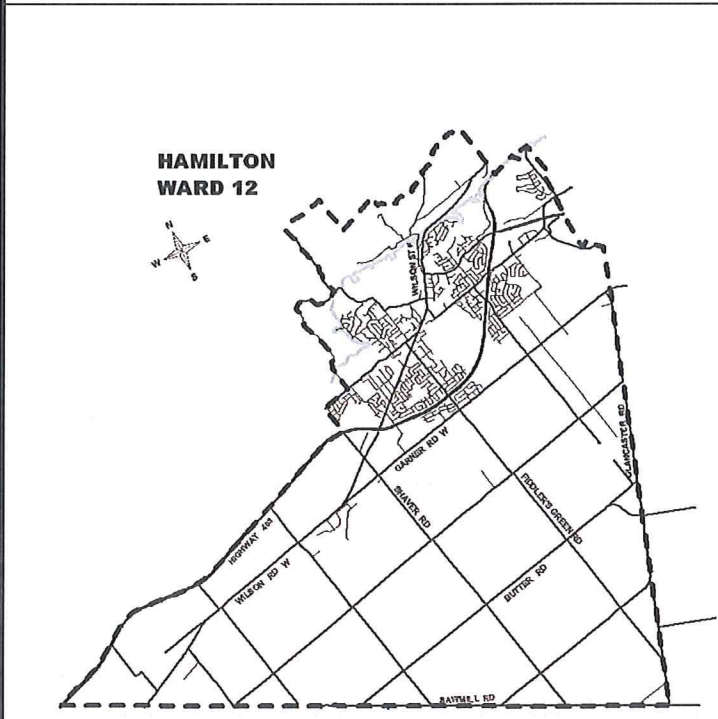 HAMILTON
WARD 12
N
W E
S
WILSON ST E
GARNER RD W
GLANCASTER RD
SHAVER RD
FIDDLER'S GREEN RD
HIGHWAY 403
WILSON RD W
BUTTER RD
SAWMILL RD